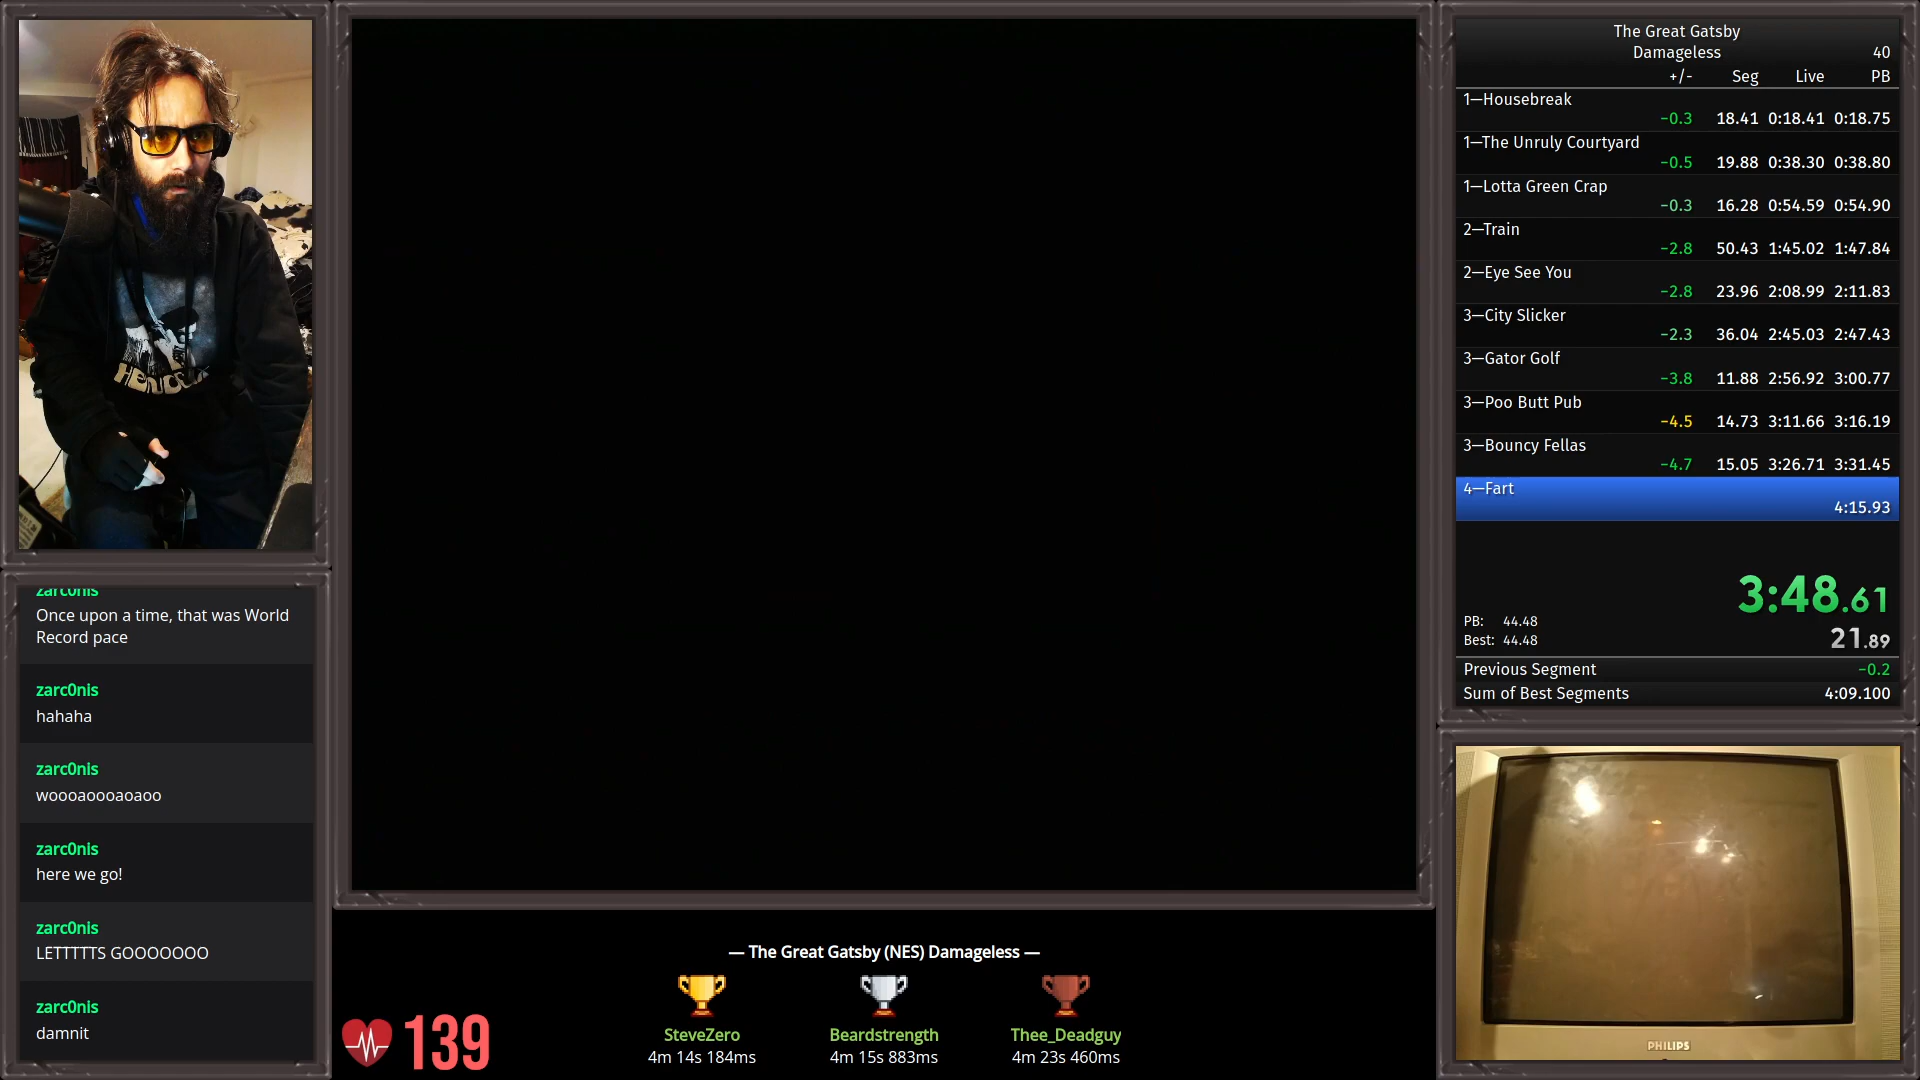 zarc0nis
Once upon a time, that was World
Record pace
zarc0nis
hahaha
zarc0nis
woooaoooaoaoo
zarc0nis
here we go!
zarc0nis
LETTTTTS GOOOOOOO
zarc0nis
damnit
139
— The Great Gatsby (NES) Damageless —
SteveZero
4m 14s 184ms
Beardstrength
4m 15s 883ms
Thee_Deadguy
4m 23s 460ms
The Great Gatsby
Damageless 40
+/- Seg Live PB
1—Housebreak
−0.3 18.41 0:18.41 0:18.75
1—The Unruly Courtyard
−0.5 19.88 0:38.30 0:38.80
1—Lotta Green Crap
−0.3 16.28 0:54.59 0:54.90
2—Train
−2.8 50.43 1:45.02 1:47.84
2—Eye See You
−2.8 23.96 2:08.99 2:11.83
3—City Slicker
−2.3 36.04 2:45.03 2:47.43
3—Gator Golf
−3.8 11.88 2:56.92 3:00.77
3—Poo Butt Pub
−4.5 14.73 3:11.66 3:16.19
3—Bouncy Fellas
−4.7 15.05 3:26.71 3:31.45
4—Fart
4:15.93
3:48.61
PB: 44.48
Best: 44.48
21.89
Previous Segment −0.2
Sum of Best Segments 4:09.100
PHILIPS